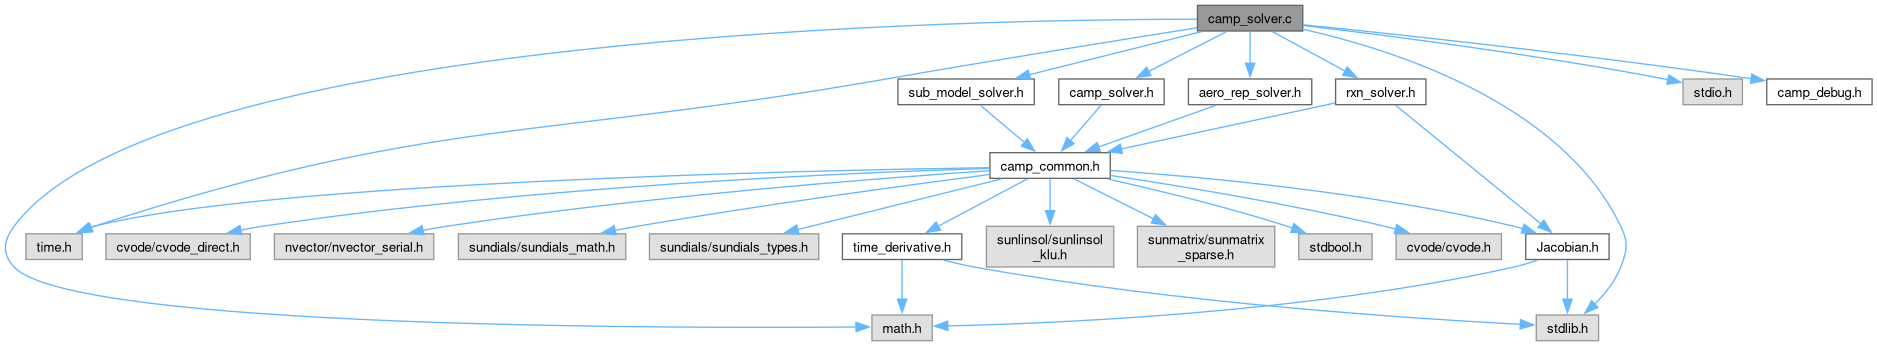 camp_solver.c
sub_model_solver.h
camp_solver.h
aero_rep_solver.h
rxn_solver.h
stdio.h
camp_debug.h
camp_common.h
time.h
cvode/cvode_direct.h
nvector/nvector_serial.h
sundials/sundials_math.h
sundials/sundials_types.h
time_derivative.h
sunlinsol/sunlinsol
_klu.h
sunmatrix/sunmatrix
_sparse.h
stdbool.h
cvode/cvode.h
Jacobian.h
math.h
stdlib.h